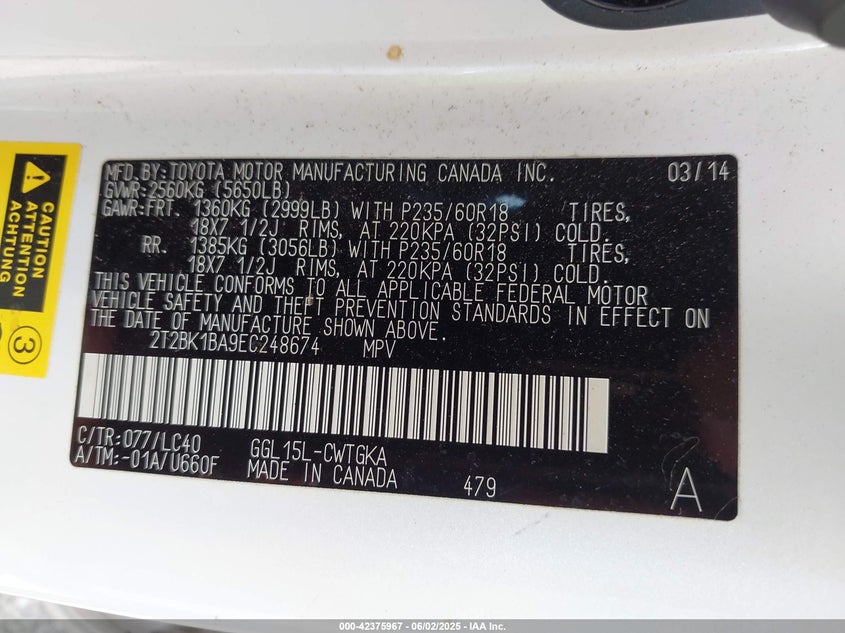 MFD.BY:TOYOTA MOTOR MANUFACTURING CANADA INC. 03/14
GVWR:2560KG (5650LB)
GAWR:FRT. 1360KG (2999LB) WITH P235/60R18 TIRES,
18X7 1/2J RIMS, AT 220KPA (32PSI) COLD.
RR. 1385KG (3056LB) WITH P235/60R18 TIRES,
18X7 1/2J RIMS, AT 220KPA (32PSI) COLD.
THIS VEHICLE CONFORMS TO ALL APPLICABLE FEDERAL MOTOR
VEHICLE SAFETY AND THEFT PREVENTION STANDARDS IN EFFECT ON
THE DATE OF MANUFACTURE SHOWN ABOVE.
2T2BK1BA9EC248674 MPV
C/TR:077/LC40 GGL15L-CWTGKA
A/TM:-01A/U660F MADE IN CANADA 479 A
CAUTION
ATTENTION
ACHTUNG
3
000-42375967 - 06/02/2025 - IAA Inc.